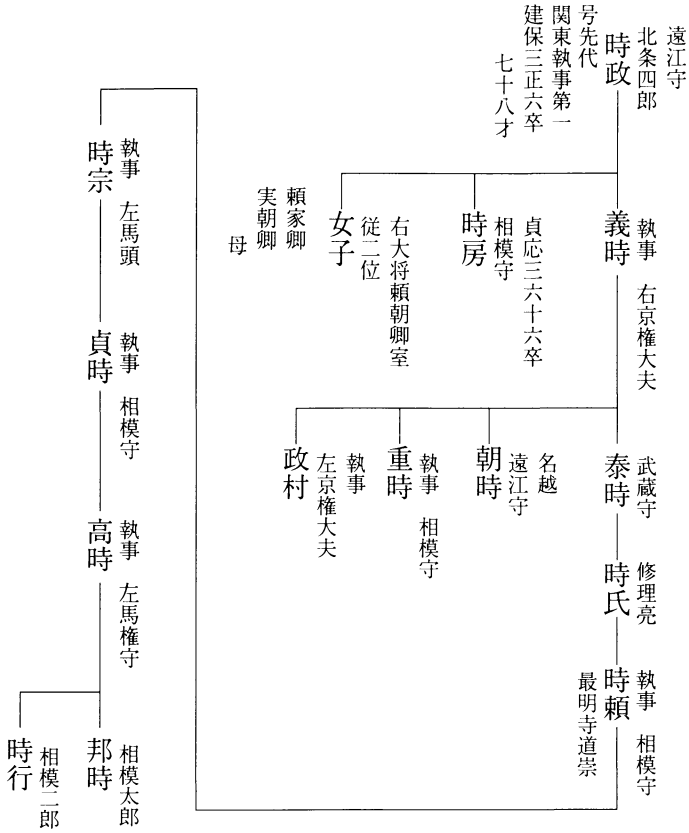 遠江守
北条四郎
時政
号先代
関東執事第一
建保三正六卒
七十八才
執事 右京権大夫
義時
貞応三六十六卒
相模守
時房
右大将頼朝卿室
従二位
女子
頼家卿
実朝卿
母
武蔵守
泰時
名越
遠江守
朝時
執事 相模守
重時
執事
左京権大夫
政村
修理亮
時氏
執事 相模守
時頼
最明寺道崇
執事 左馬頭
時宗
執事 相模守
貞時
執事 左馬権守
高時
相模太郎
邦時
相模二郎
時行